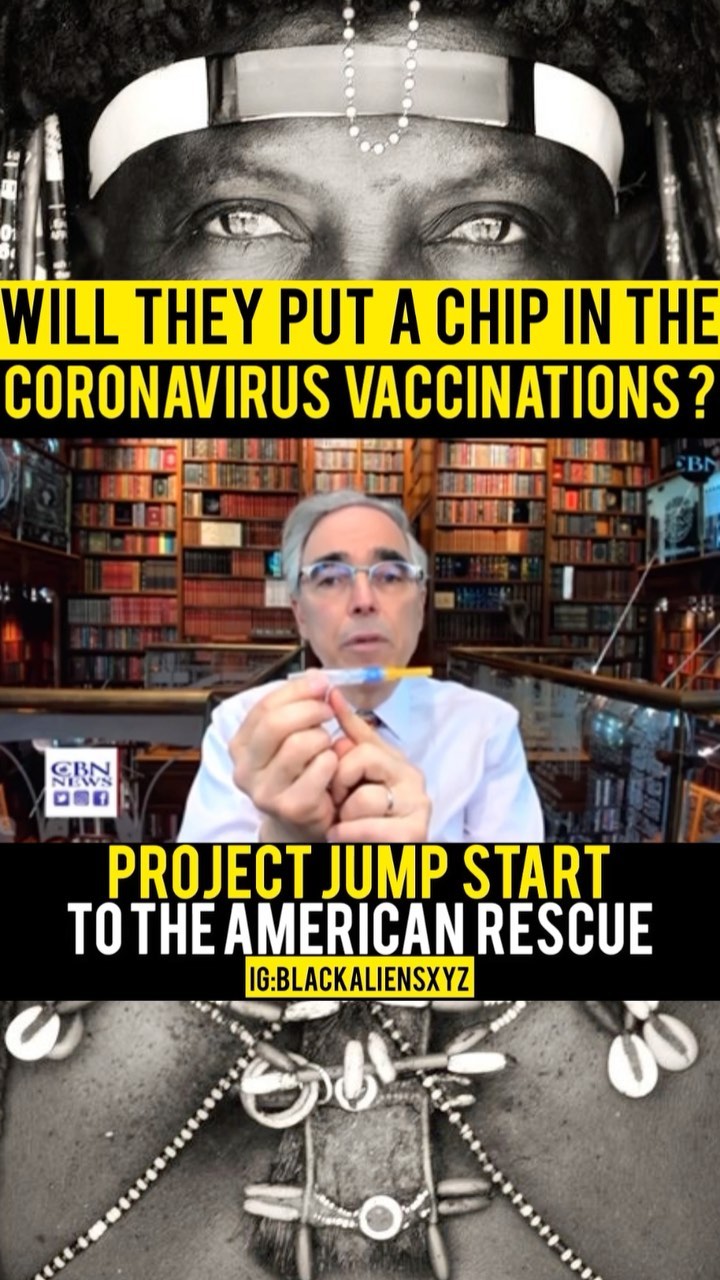 WILL THEY PUT A CHIP IN THE
CORONAVIRUS VACCINATIONS?
CBN
CBN
NEWS
PROJECT JUMP START
TO THE AMERICAN RESCUE
IG:BLACKALIENSXYZ